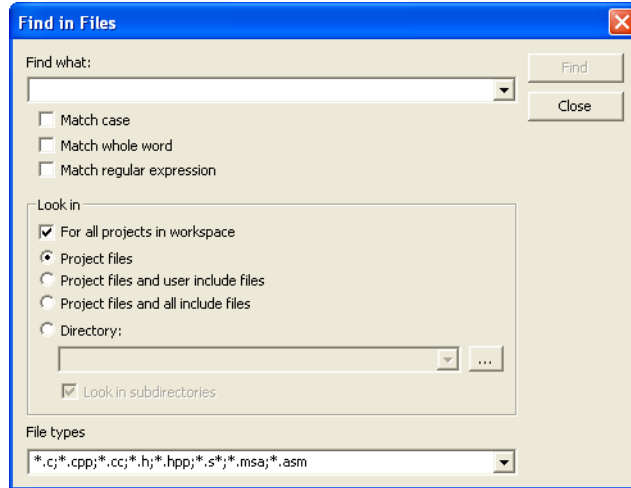 Find in Files
Find what:
Find
Close
Match case
Match whole word
Match regular expression
Look in
For all projects in workspace
Project files
Project files and user include files
Project files and all include files
Directory:
...
Look in subdirectories
File types
*.c;*.cpp;*.cc;*.h;*.hpp;*.s*;*.msa;*.asm